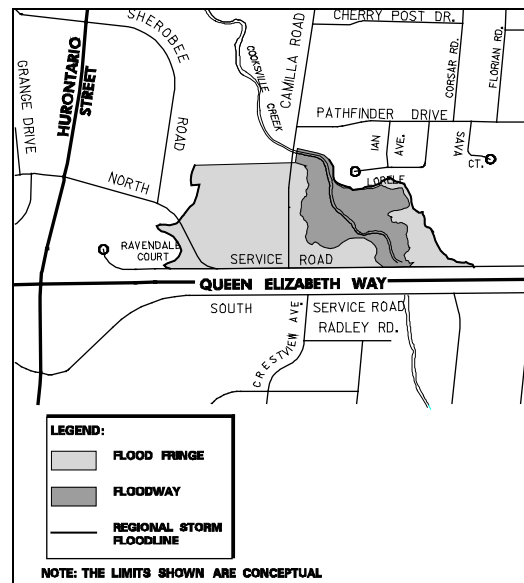 CHERRY POST DR.
SHEROBEE
ROAD
GRANGE DRIVE
HURONTARIO
STREET
COOKSVILLE
CREEK
CAMILLA ROAD
CORSAR RD.
FLORIAN RD.
PATHFINDER DRIVE
IAN
AVE.
SAVA
CT.
LORELE
NORTH
RAVENDALE
COURT
SERVICE ROAD
QUEEN ELIZABETH WAY
SOUTH
SERVICE ROAD
CRESTVIEW AVE.
RADLEY RD.
LEGEND:
FLOOD FRINGE
FLOODWAY
REGIONAL STORM
FLOODLINE
NOTE: THE LIMITS SHOWN ARE CONCEPTUAL